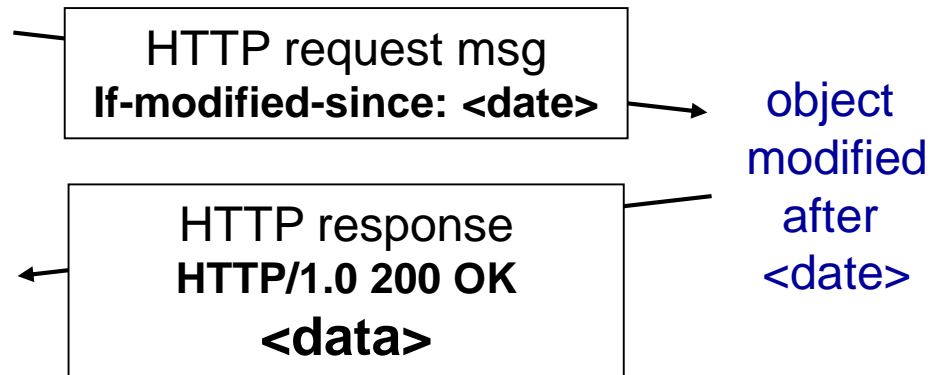 HTTP request msg
If-modified-since: <date>
object
modified
after
<date>
HTTP response
HTTP/1.0 200 OK
<data>